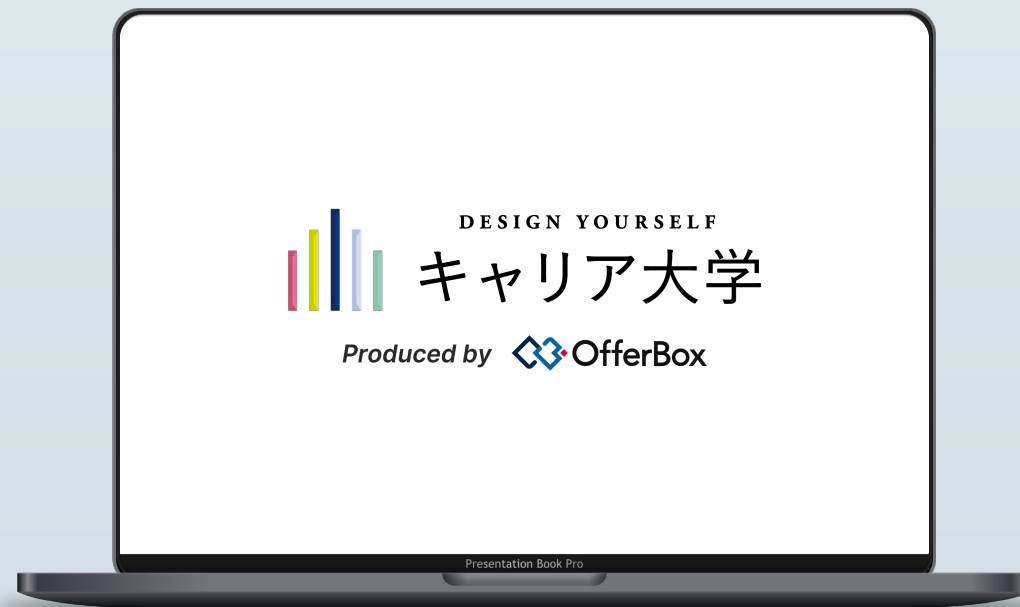 DESIGN YOURSELF
キャリア大学
Produced by OfferBox
Presentation Book Pro